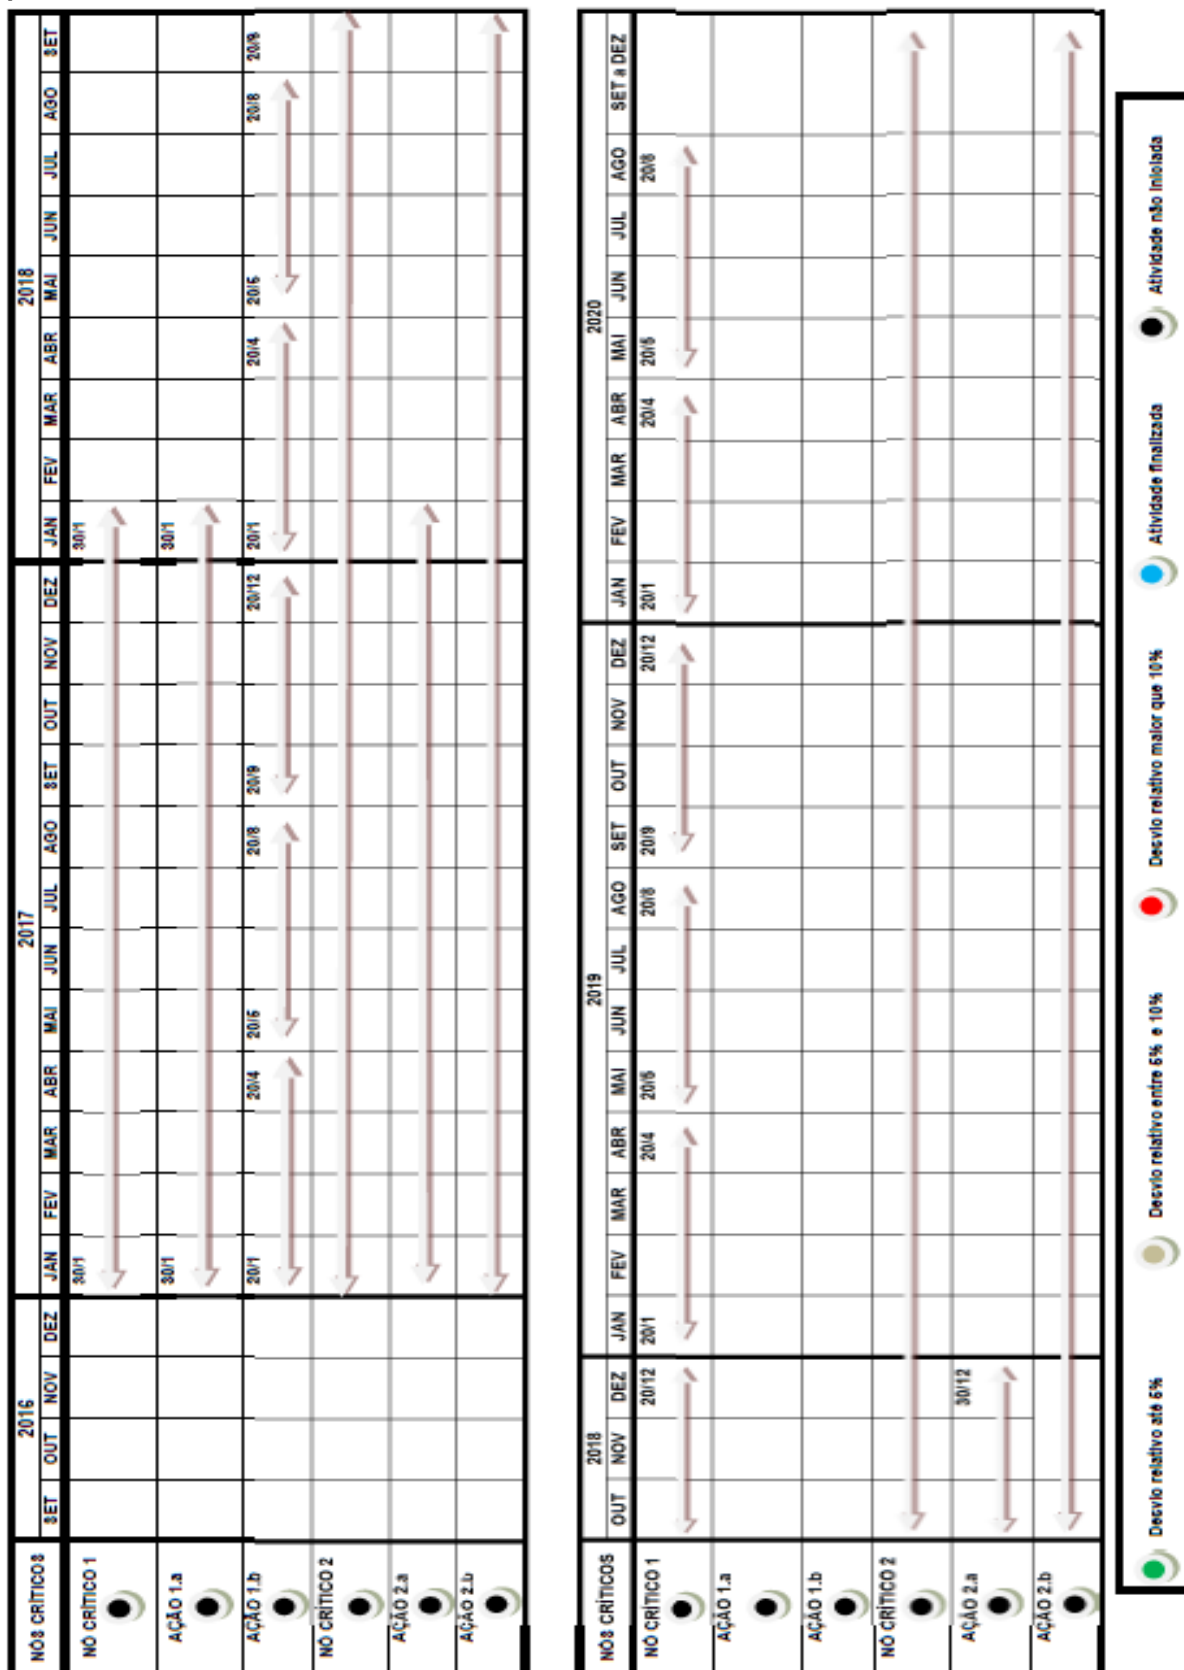 NÓS CRÍTICOS 2016 2017 2018
SET OUT NOV DEZ JAN FEV MAR ABR MAI JUN JUL AGO SET OUT NOV DEZ JAN FEV MAR ABR MAI JUN JUL AGO SET
NÓ CRÍTICO 1 30/1 30/1
AÇÃO 1.a 30/1 30/1
AÇÃO 1.b 20/1 20/4 20/5 20/8 20/9 20/12 20/1 20/4 20/5 20/8 20/9
NÓ CRÍTICO 2
AÇÃO 2.a
AÇÃO 2.b
NÓS CRÍTICOS 2018 2019 2020
OUT NOV DEZ JAN FEV MAR ABR MAI JUN JUL AGO SET OUT NOV DEZ JAN FEV MAR ABR MAI JUN JUL AGO SET a DEZ
NÓ CRÍTICO 1 20/12 20/1 20/4 20/5 20/8 20/9 20/12 20/1 20/4 20/5 20/8
AÇÃO 1.a
AÇÃO 1.b
NÓ CRÍTICO 2
AÇÃO 2.a 30/12
AÇÃO 2.b
Desvio relativo até 5%
Desvio relativo entre 5% e 10%
Desvio relativo maior que 10%
Atividade finalizada
Atividade não iniciada